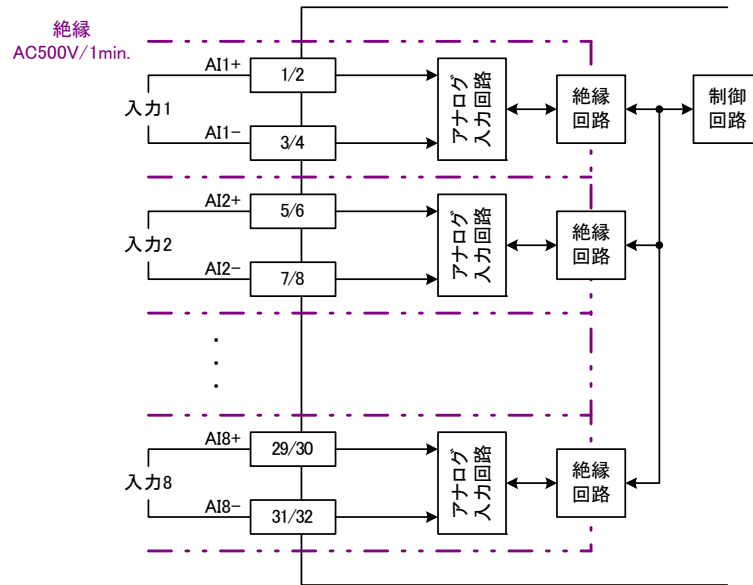 絶縁
AC500V/1min.
AI1+
1/2
入力1
AI1-
3/4
アナログ
入力回路
絶縁
回路
制御
回路
AI2+
5/6
入力2
AI2-
7/8
アナログ
入力回路
絶縁
回路
AI8+
29/30
入力8
AI8-
31/32
アナログ
入力回路
絶縁
回路